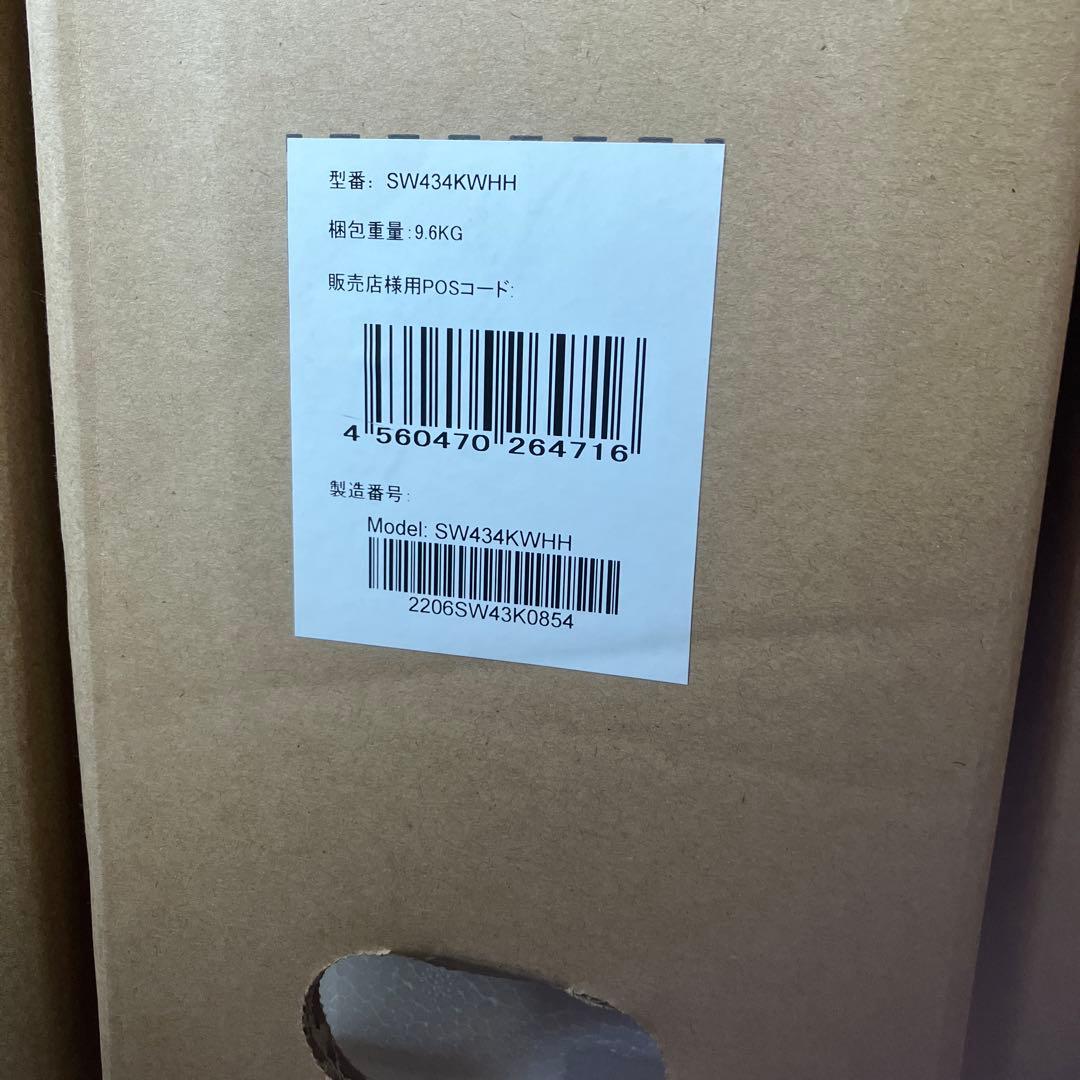 型番: SW434KWHH
梱包重量:9.6KG
販売店様用POSコード:
4 560470 264716
製造番号:
Model: SW434KWHH
2206SW43K0854